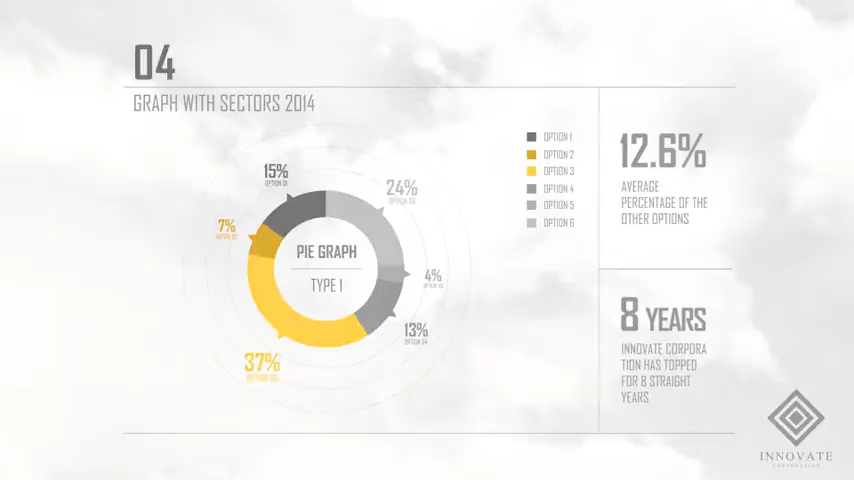 04
GRAPH WITH SECTORS 2014
15%
OPTION 01
24%
OPTION 06
7%
4%
13%
OPTION 04
37%
PIE GRAPH
TYPE 1
OPTION 1
OPTION 2
OPTION 3
OPTION 4
OPTION 5
OPTION 6
12.6%
AVERAGE
PERCENTAGE OF THE
OTHER OPTIONS
8 YEARS
INNOVATE CORPORA
TION HAS TOPPED
FOR 8 STRAIGHT
YEARS
INNOVATE
CORPORATION